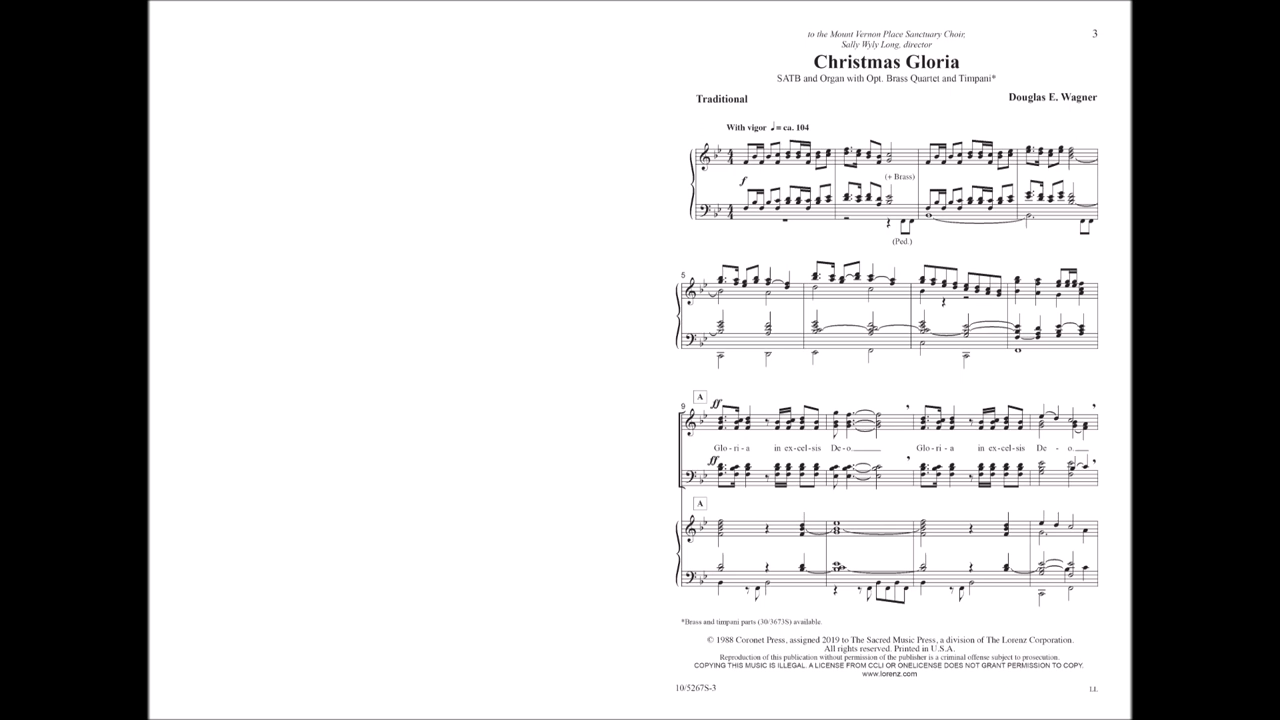 to the Mount Vernon Place Sanctuary Choir,
Sally Wyly Long, director
3
Christmas Gloria
SATB and Organ with Opt. Brass Quartet and Timpani*
Traditional
Douglas E. Wagner
With vigor ♩ = ca. 104
f
(+ Brass)
(Ped.)
5
A
9
ff
Glo - ri - a in ex-cel-sis De-o Glo - ri - a in ex-cel-sis De - o
ff
A
*Brass and timpani parts (30/3673S) available.
© 1988 Coronet Press, assigned 2019 to The Sacred Music Press, a division of The Lorenz Corporation.
All rights reserved. Printed in U.S.A.
Reproduction of this publication without permission of the publisher is a criminal offense subject to prosecution.
COPYING THIS MUSIC IS ILLEGAL. A LICENSE FROM CCLI OR ONELICENSE DOES NOT GRANT PERMISSION TO COPY.
www.lorenz.com
10/5267S-3
LL